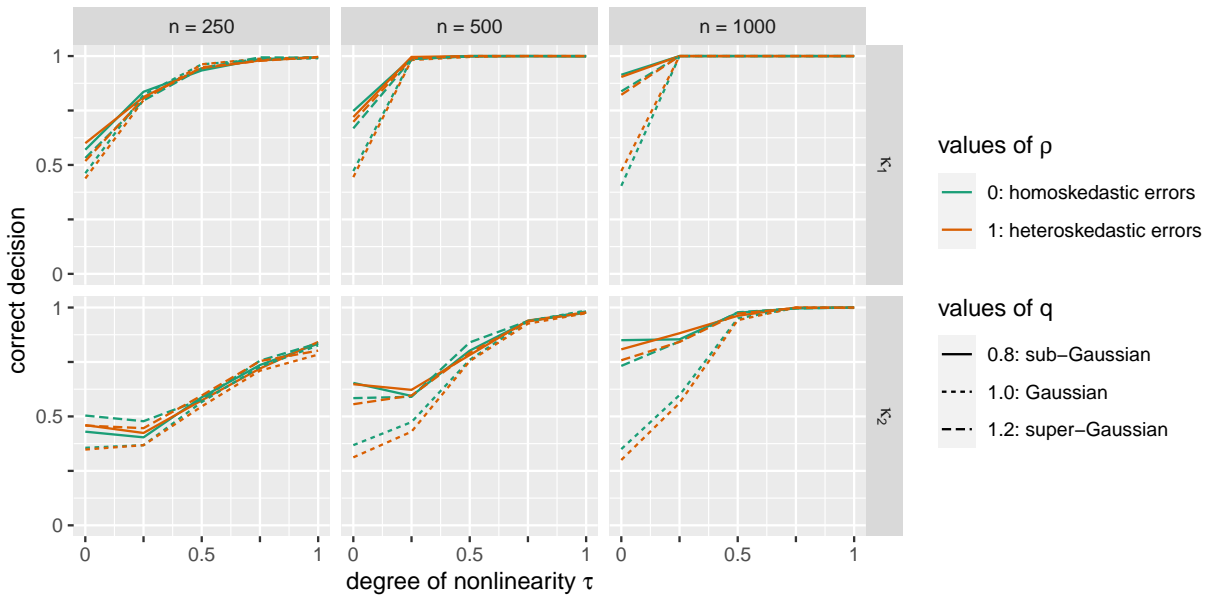 n = 250
n = 500
n = 1000
1
0.5
0
κ1
1
0.5
0
κ2
0
0.5
1
0
0.5
1
0
0.5
1
correct decision
degree of nonlinearity τ
values of ρ
0: homoskedastic errors
1: heteroskedastic errors
values of q
0.8: sub−Gaussian
1.0: Gaussian
1.2: super−Gaussian